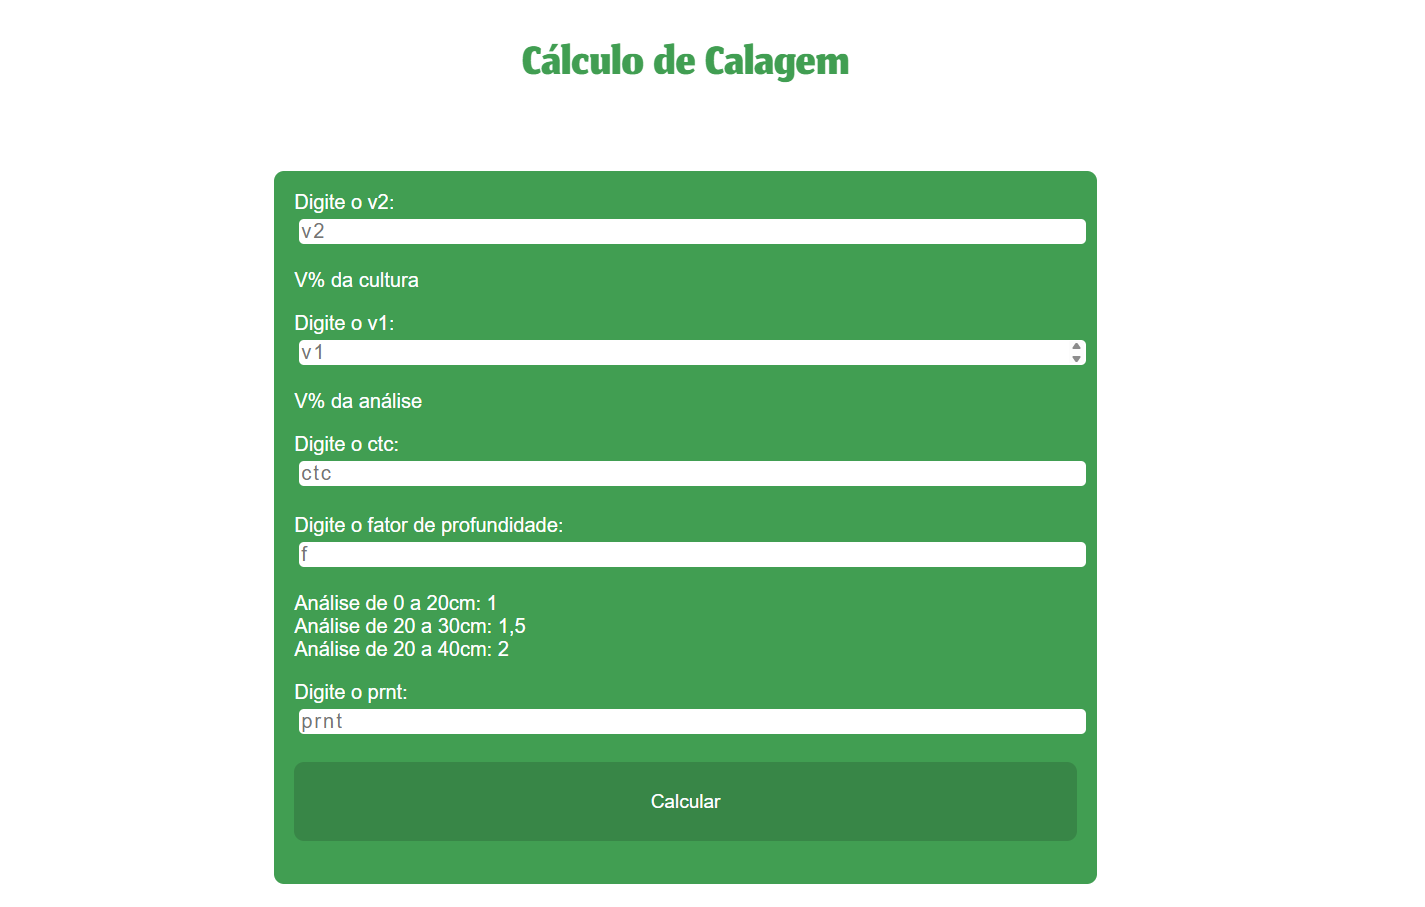 Cálculo de Calagem
Digite o v2:
v2
V% da cultura
Digite o v1:
v1
V% da análise
Digite o ctc:
ctc
Digite o fator de profundidade:
f
Análise de 0 a 20cm: 1
Análise de 20 a 30cm: 1,5
Análise de 20 a 40cm: 2
Digite o prnt:
prnt
Calcular